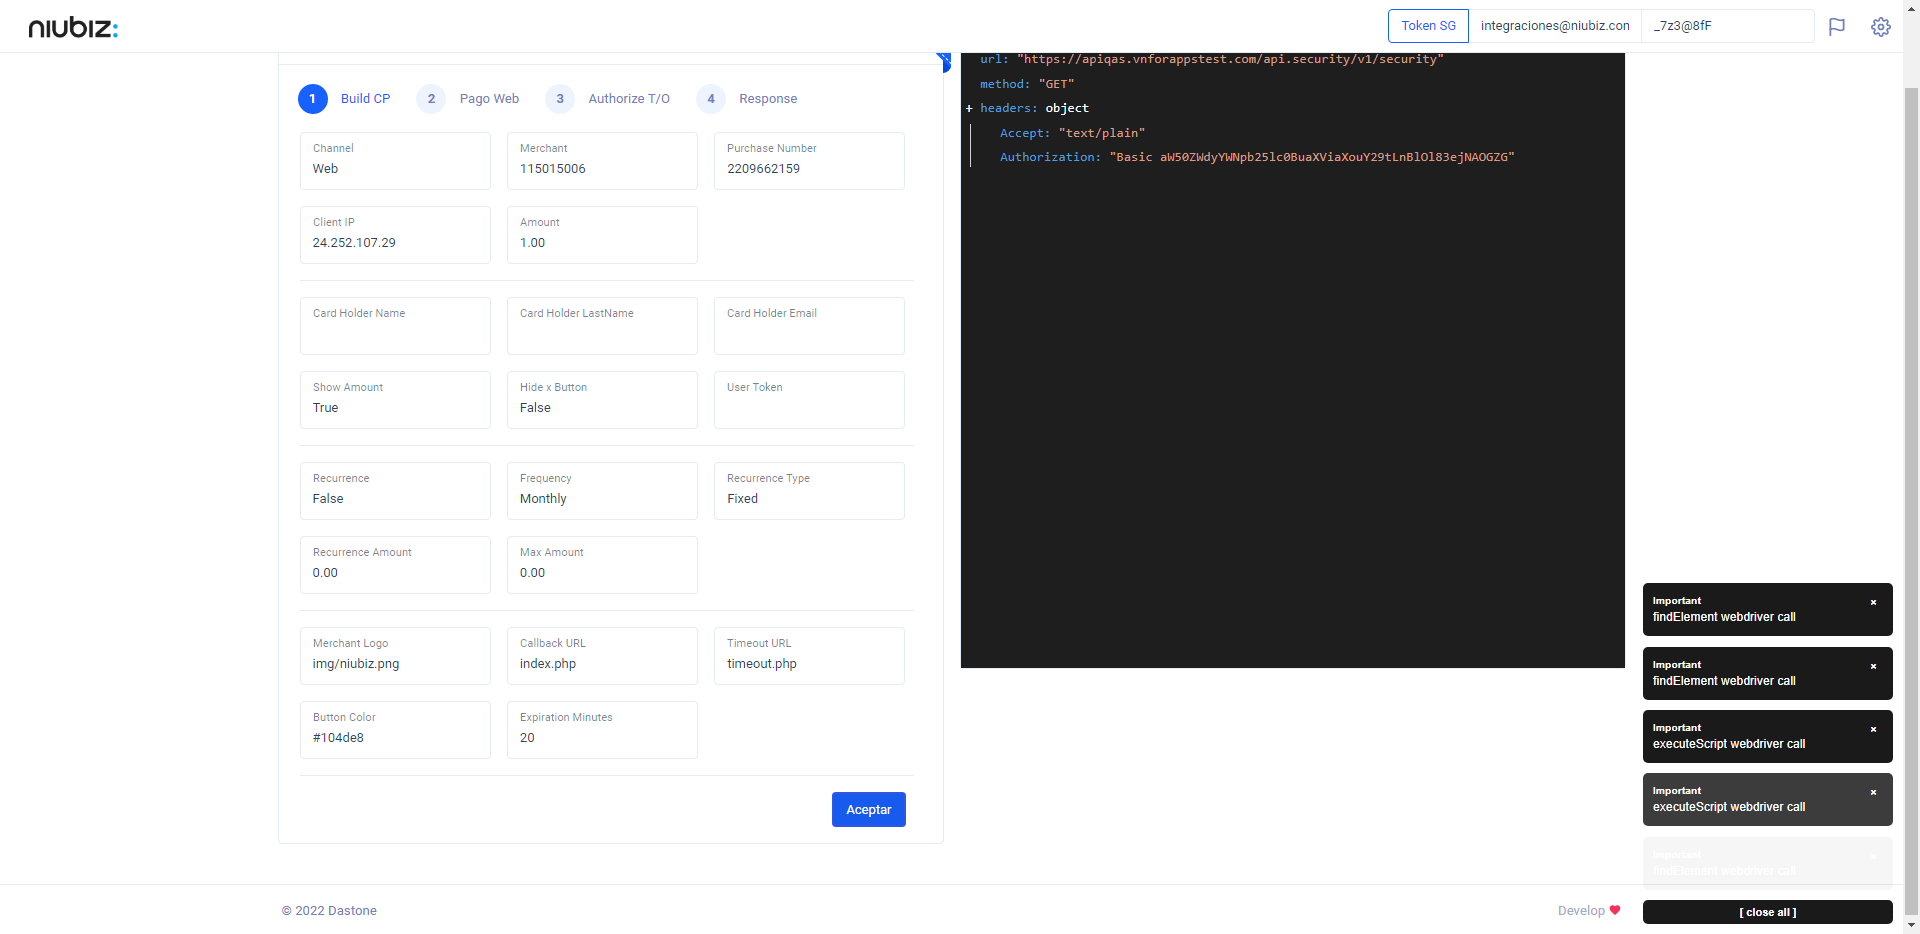 niubiz:
Token SG
integraciones@niubiz.con
_7z3@8fF
1 Build CP
2 Pago Web
3 Authorize T/O
4 Response
Channel
Web
Merchant
115015006
Purchase Number
2209662159
Client IP
24.252.107.29
Amount
1.00
Card Holder Name
Card Holder LastName
Card Holder Email
Show Amount
True
Hide x Button
False
User Token
Recurrence
False
Frequency
Monthly
Recurrence Type
Fixed
Recurrence Amount
0.00
Max Amount
0.00
Merchant Logo
img/niubiz.png
Callback URL
index.php
Timeout URL
timeout.php
Button Color
#104de8
Expiration Minutes
20
Aceptar
url: "https://apiqas.vnforappstest.com/api.security/v1/security"
method: "GET"
+ headers: object
Accept: "text/plain"
Authorization: "Basic aW50ZWdyYWNpb25lc0BuaXViaXouY29tLnBlOl83ejNAOGZG"
Important ×
findElement webdriver call
Important ×
findElement webdriver call
Important ×
executeScript webdriver call
Important ×
executeScript webdriver call
Important ×
findElement webdriver call
[ close all ]
© 2022 Dastone
Develop